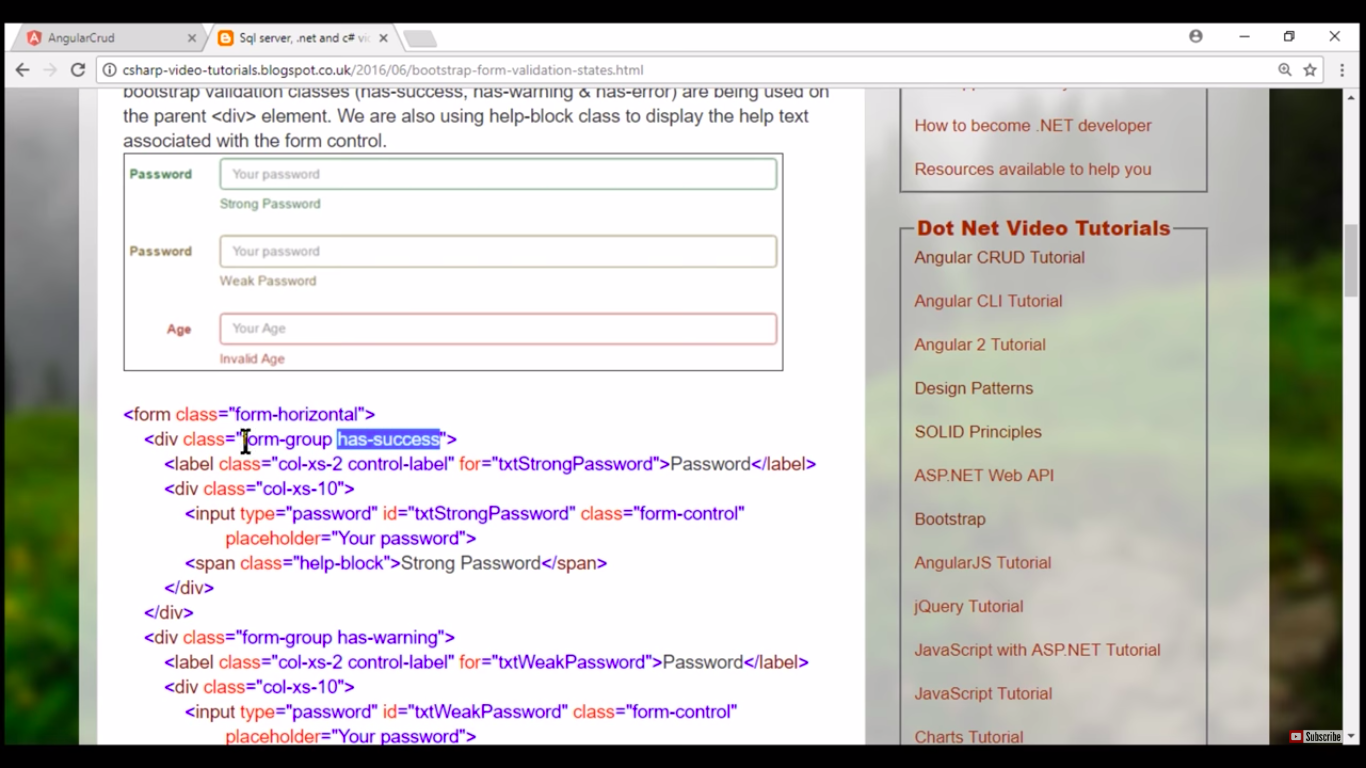 AngularCrud
Sql server, .net and c# vi
csharp-video-tutorials.blogspot.co.uk/2016/06/bootstrap-form-validation-states.html
bootstrap validation classes (has-success, has-warning & has-error) are being used on
the parent <div> element. We are also using help-block class to display the help text
associated with the form control.
Password Your password
Strong Password
Password Your password
Weak Password
Age Your Age
Invalid Age
<form class="form-horizontal">
<div class="form-group has-success">
<label class="col-xs-2 control-label" for="txtStrongPassword">Password</label>
<div class="col-xs-10">
<input type="password" id="txtStrongPassword" class="form-control"
placeholder="Your password">
<span class="help-block">Strong Password</span>
</div>
</div>
<div class="form-group has-warning">
<label class="col-xs-2 control-label" for="txtWeakPassword">Password</label>
<div class="col-xs-10">
<input type="password" id="txtWeakPassword" class="form-control"
placeholder="Your password">
How to become .NET developer
Resources available to help you
Dot Net Video Tutorials
Angular CRUD Tutorial
Angular CLI Tutorial
Angular 2 Tutorial
Design Patterns
SOLID Principles
ASP.NET Web API
Bootstrap
AngularJS Tutorial
jQuery Tutorial
JavaScript with ASP.NET Tutorial
JavaScript Tutorial
Charts Tutorial
Subscribe